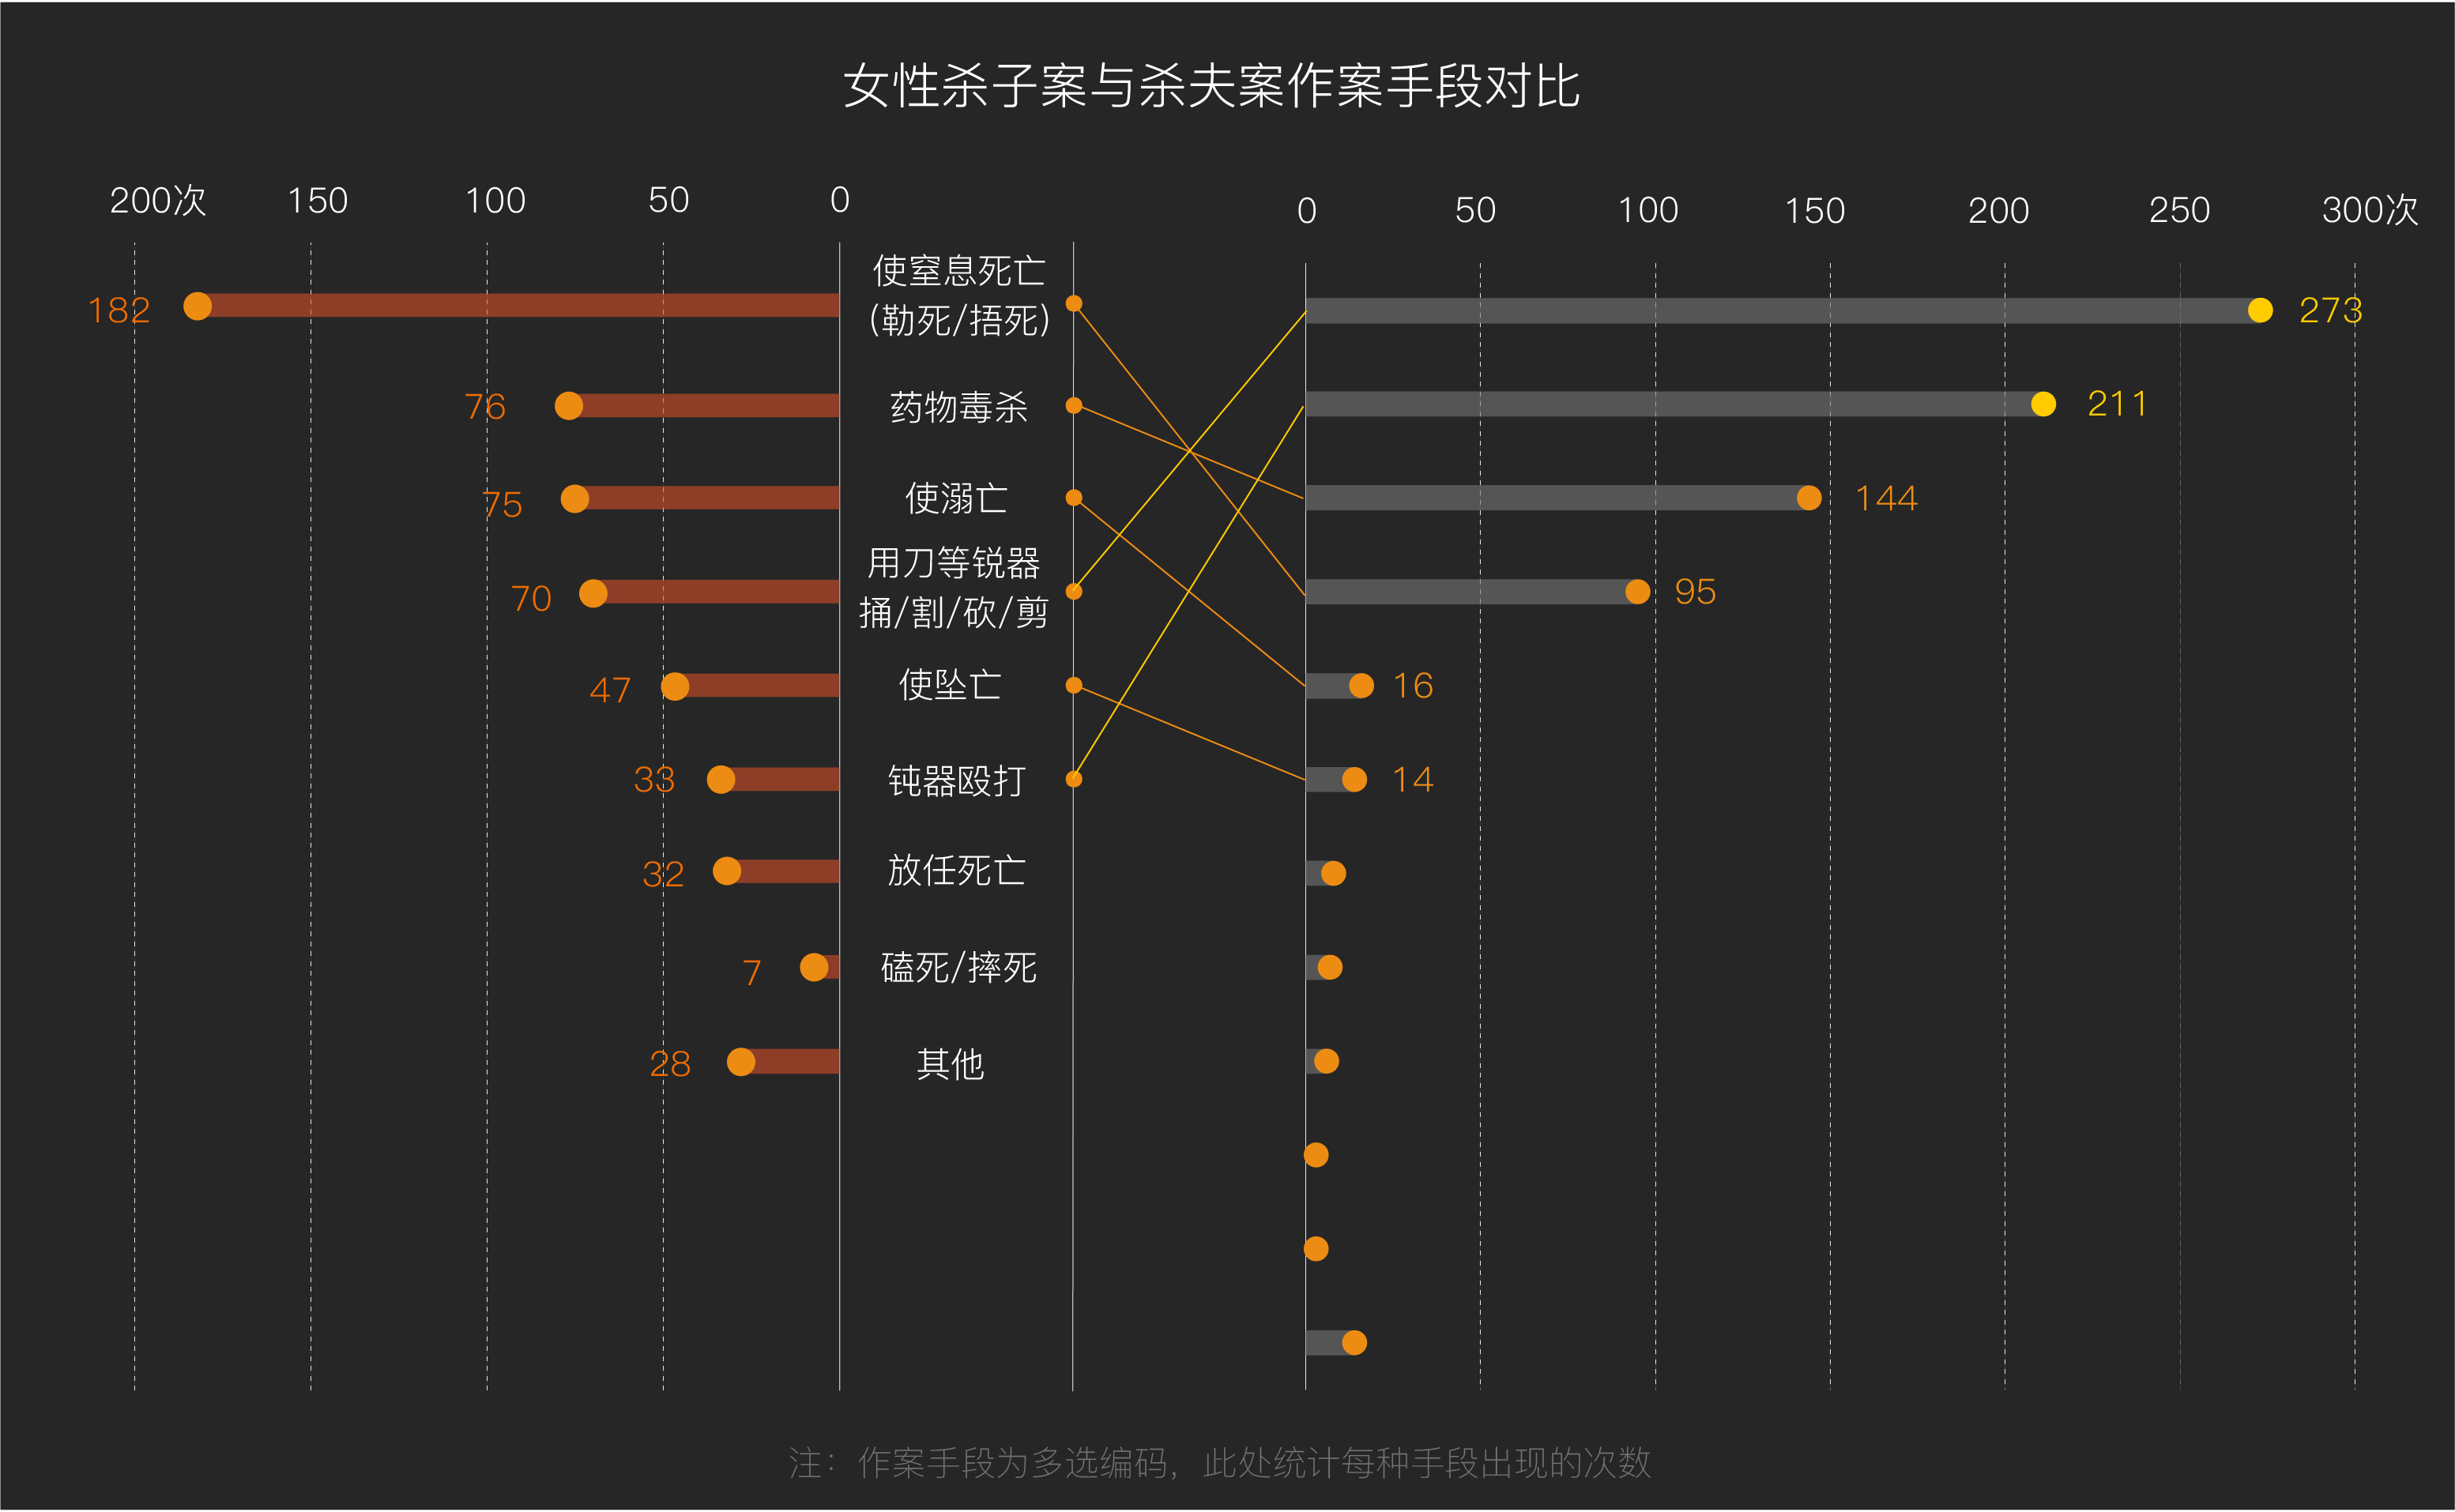 女性杀子案与杀夫案作案手段对比
200次 150 100 50 0
0 50 100 150 200 250 300次
使窒息死亡
182 (勒死/捂死) 273
76 药物毒杀 211
75 使溺亡 144
用刀等锐器
70 捅/割/砍/剪 95
47 使坠亡 16
33 钝器殴打 14
32 放任死亡
7 磕死/摔死
28 其他
注：作案手段为多选编码，此处统计每种手段出现的次数